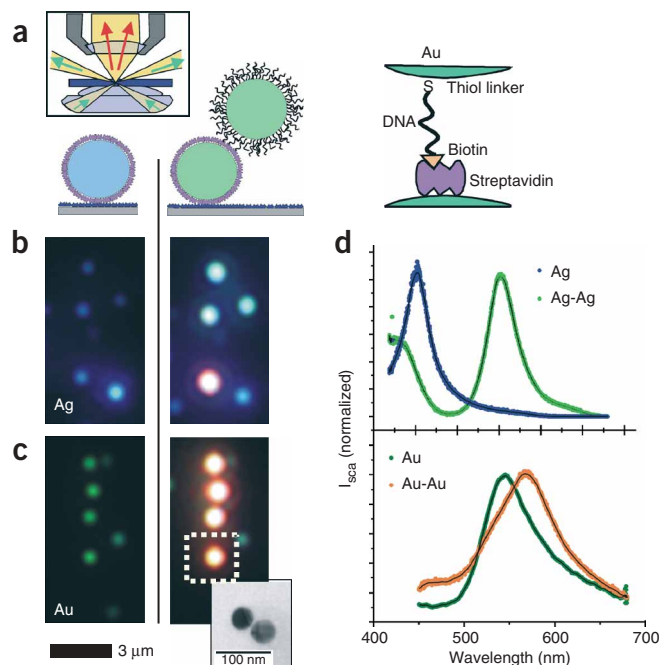 a
Au
S
Thiol linker
DNA
Biotin
Streptavidin
b
Ag
c
Au
3 μm
100 nm
d
Ag
Ag-Ag
Au
Au-Au
I_sca (normalized)
400 500 600 700
Wavelength (nm)